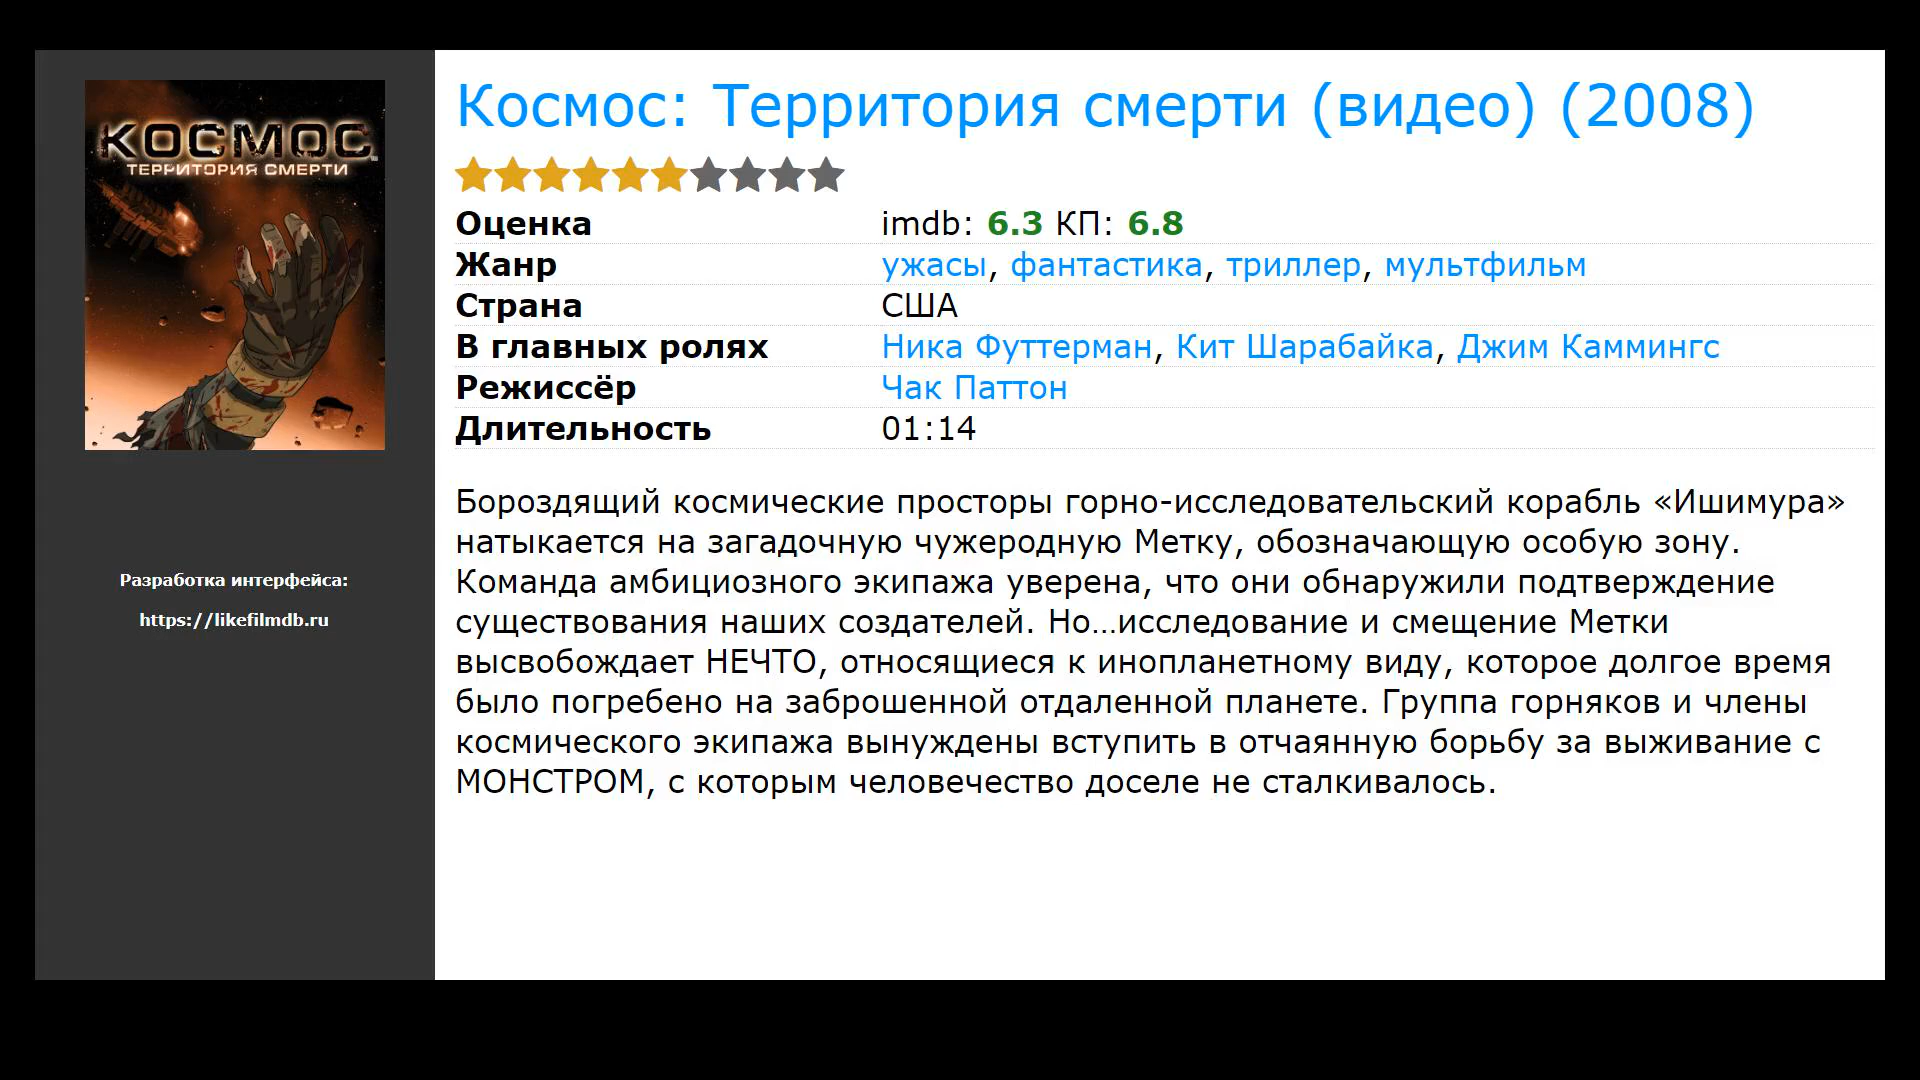 КОСМОС
ТЕРРИТОРИЯ СМЕРТИ
Разработка интерфейса:
https://likefilmdb.ru
Космос: Территория смерти (видео) (2008)
Оценка imdb: 6.3 КП: 6.8
Жанр ужасы, фантастика, триллер, мультфильм
Страна США
В главных ролях Ника Футтерман, Кит Шарабайка, Джим Каммингс
Режиссёр Чак Паттон
Длительность 01:14
Бороздящий космические просторы горно-исследовательский корабль «Ишимура»
натыкается на загадочную чужеродную Метку, обозначающую особую зону.
Команда амбициозного экипажа уверена, что они обнаружили подтверждение
существования наших создателей. Но...исследование и смещение Метки
высвобождает НЕЧТО, относящиеся к инопланетному виду, которое долгое время
было погребено на заброшенной отдаленной планете. Группа горняков и члены
космического экипажа вынуждены вступить в отчаянную борьбу за выживание с
МОНСТРОМ, с которым человечество доселе не сталкивалось.